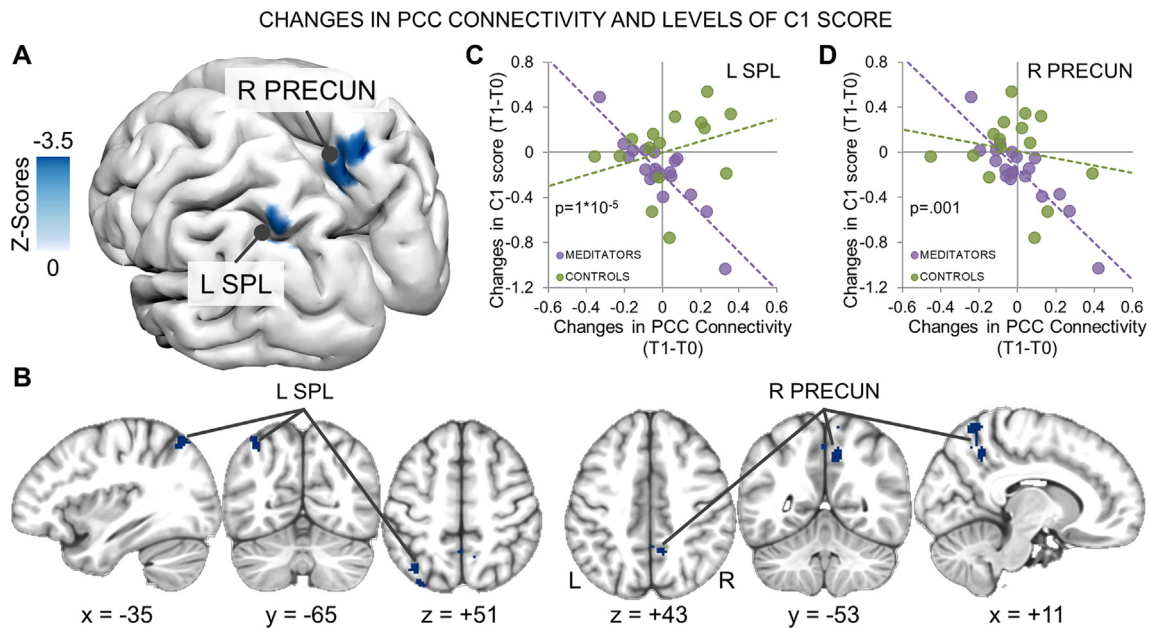 CHANGES IN PCC CONNECTIVITY AND LEVELS OF C1 SCORE
A
R PRECUN
-3.5
Z-Scores
0
L SPL
C
L SPL
Changes in C1 score (T1-T0)
0.8
0.4
0
-0.4
-0.8
-1.2
p=1*10-5
MEDITATORS
CONTROLS
-0.6 -0.4 -0.2 0 0.2 0.4 0.6
Changes in PCC Connectivity
(T1-T0)
D
R PRECUN
Changes in C1 score (T1-T0)
0.8
0.4
0
-0.4
-0.8
-1.2
p=.001
MEDITATORS
CONTROLS
-0.6 -0.4 -0.2 0 0.2 0.4 0.6
Changes in PCC Connectivity
(T1-T0)
B
L SPL
R PRECUN
L
R
x = -35
y = -65
z = +51
z = +43
y = -53
x = +11